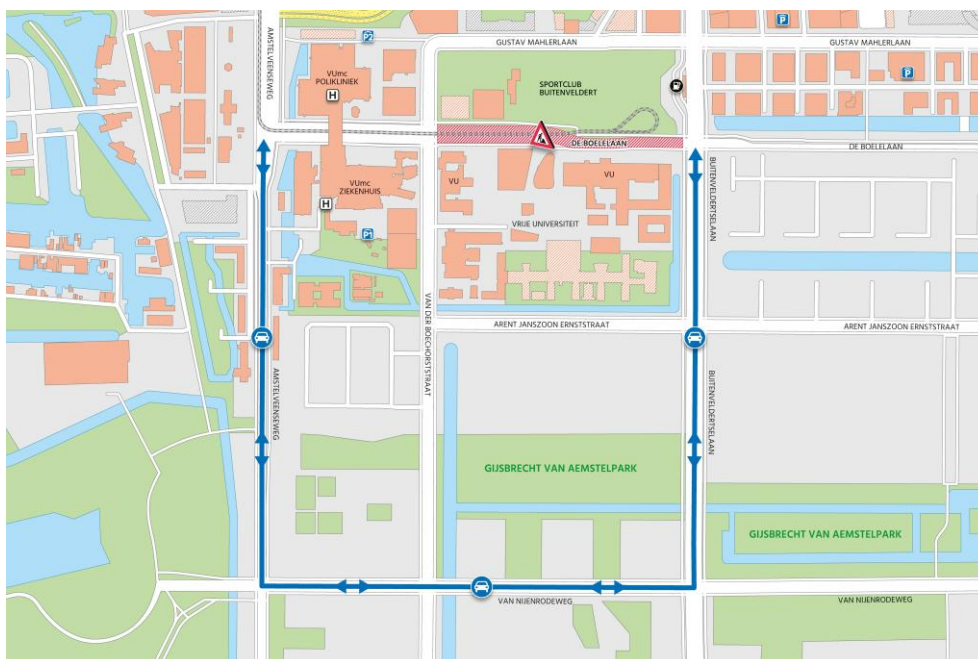 AMSTELVEENSEWEG
P2
GUSTAV MAHLERLAAN
P
GUSTAV MAHLERLAAN
P
VUmc
POLIKLINIEK
H
SPORTCLUB
BUITENVELDERT
DE BOELELAAN
DE BOELELAAN
VUmc
ZIEKENHUIS
H
P1
VU
VU
VRIJE UNIVERSITEIT
BUITENVELDERTSELAAN
VAN DER BOECHORSTSTRAAT
ARENT JANSZOON ERNSTSTRAAT
ARENT JANSZOON ERNSTSTRAAT
AMSTELVEENSEWEG
BUITENVELDERTSELAAN
GIJSBRECHT VAN AEMSTELPARK
GIJSBRECHT VAN AEMSTELPARK
VAN NIJENRODEWEG
VAN NIJENRODEWEG